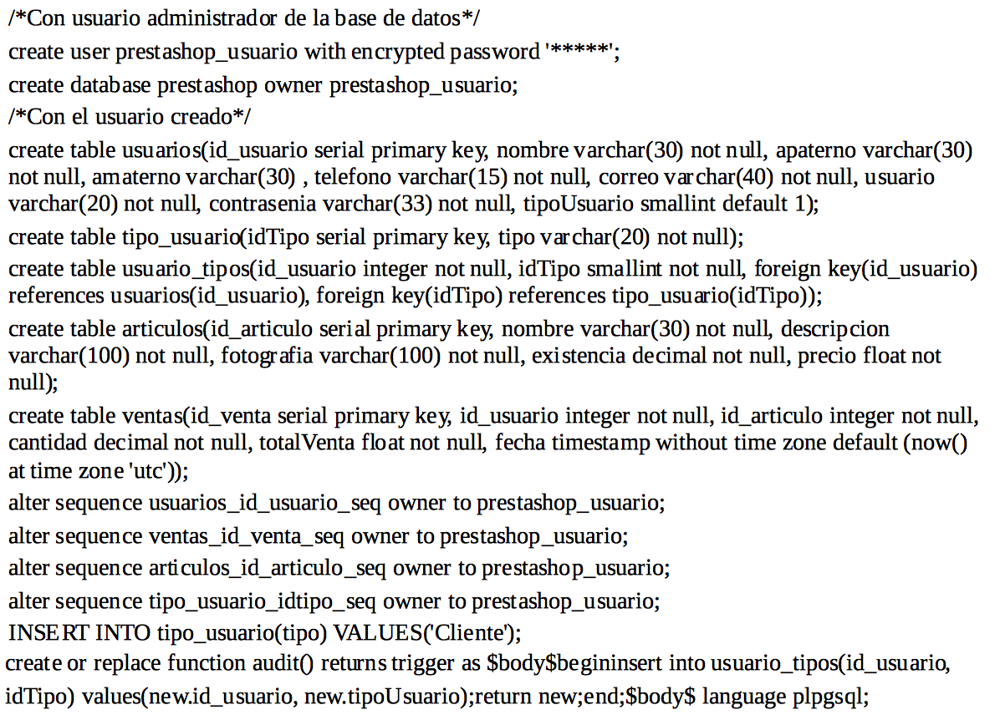 /*Con usuario administrador de la base de datos*/
create user prestashop_usuario with encrypted password '*****';
create database prestashop owner prestashop_usuario;
/*Con el usuario creado*/
create table usuarios(id_usuario serial primary key, nombre varchar(30) not null, apaterno varchar(30)
not null, amaterno varchar(30) , telefono varchar(15) not null, correo varchar(40) not null, usuario
varchar(20) not null, contrasenia varchar(33) not null, tipoUsuario smallint default 1);
create table tipo_usuario(idTipo serial primary key, tipo varchar(20) not null);
create table usuario_tipos(id_usuario integer not null, idTipo smallint not null, foreign key(id_usuario)
references usuarios(id_usuario), foreign key(idTipo) references tipo_usuario(idTipo));
create table articulos(id_articulo serial primary key, nombre varchar(30) not null, descripcion
varchar(100) not null, fotografia varchar(100) not null, existencia decimal not null, precio float not
null);
create table ventas(id_venta serial primary key, id_usuario integer not null, id_articulo integer not null,
cantidad decimal not null, totalVenta float not null, fecha timestamp without time zone default (now()
at time zone 'utc'));
alter sequence usuarios_id_usuario_seq owner to prestashop_usuario;
alter sequence ventas_id_venta_seq owner to prestashop_usuario;
alter sequence articulos_id_articulo_seq owner to prestashop_usuario;
alter sequence tipo_usuario_idtipo_seq owner to prestashop_usuario;
INSERT INTO tipo_usuario(tipo) VALUES('Cliente');
create or replace function audit() returns trigger as $body$begininsert into usuario_tipos(id_usuario,
idTipo) values(new.id_usuario, new.tipoUsuario);return new;end;$body$ language plpgsql;